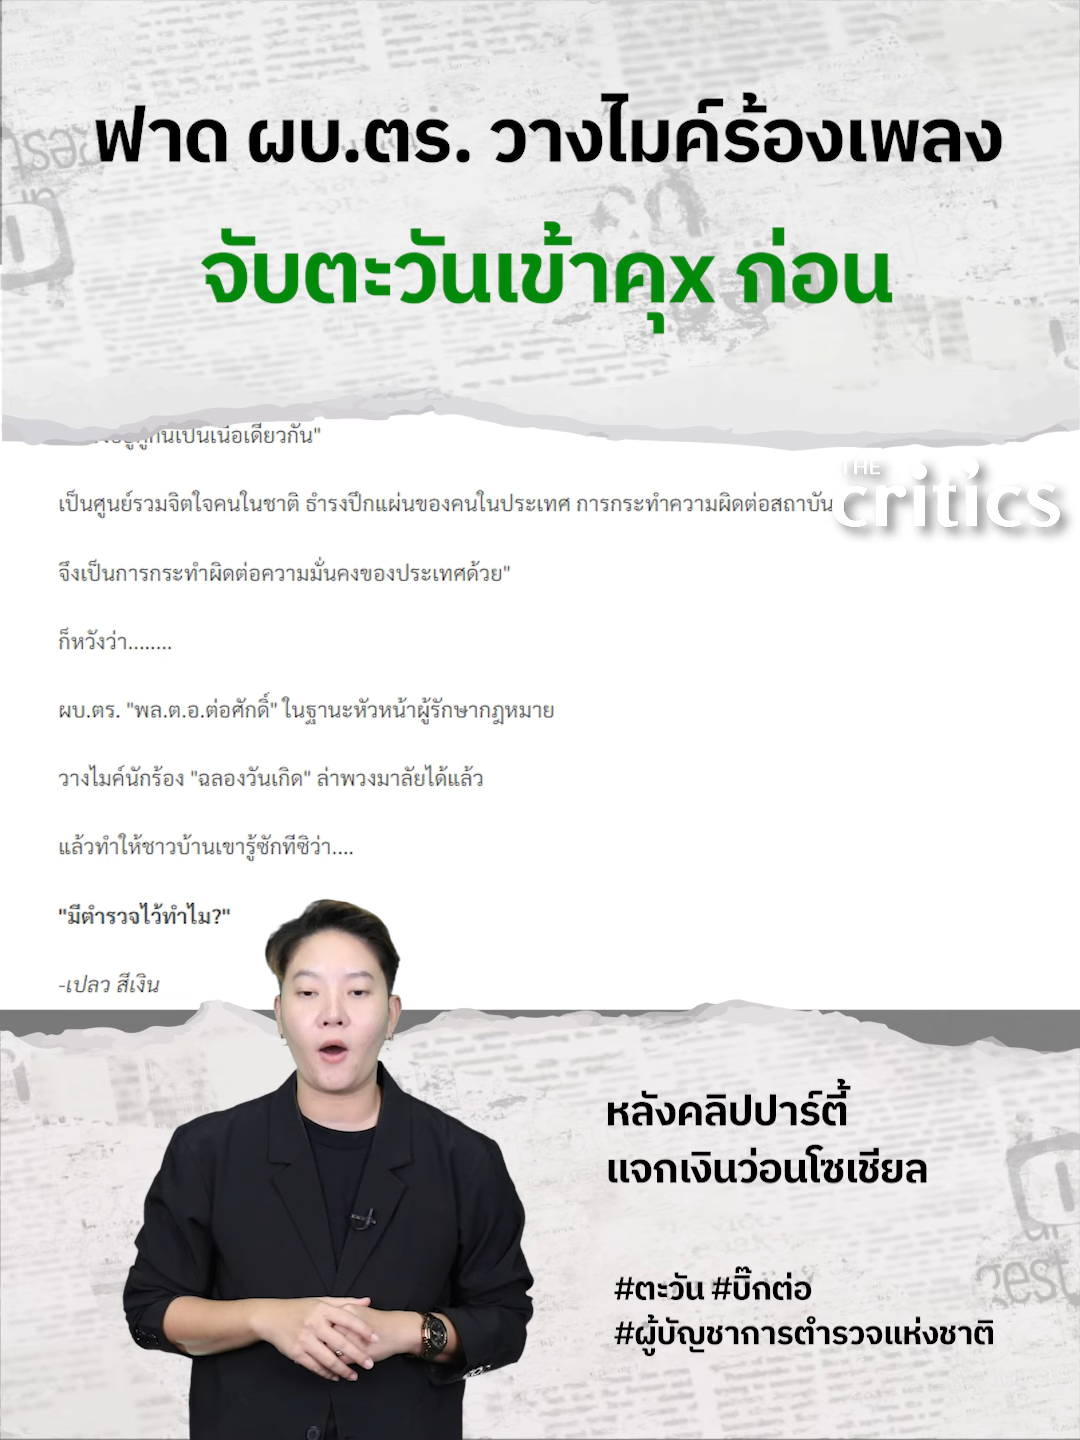 ฟาด ผบ.ตร. วางไมค์ร้องเพลง
จับตะวันเข้าคุx ก่อน
เป็นเนื้อเดียวกัน"
THE
critics
เป็นศูนย์รวมจิตใจคนในชาติ ธำรงปึกแผ่นของคนในประเทศ การกระทำความผิดต่อสถาบัน
จึงเป็นการกระทำผิดต่อความมั่นคงของประเทศด้วย"
ก็หวังว่า........
ผบ.ตร. "พล.ต.อ.ต่อศักดิ์" ในฐานะหัวหน้าผู้รักษากฎหมาย
วางไมค์นักร้อง "ฉลองวันเกิด" ล่าพวงมาลัยได้แล้ว
แล้วทำให้ชาวบ้านเขารู้ซักทีซิว่า....
"มีตำรวจไว้ทำไม?"
-เปลว สีเงิน
หลังคลิปปาร์ตี้
แจกเงินว่อนโซเชียล
#ตะวัน #บิ๊กต่อ
#ผู้บัญชาการตำรวจแห่งชาติ